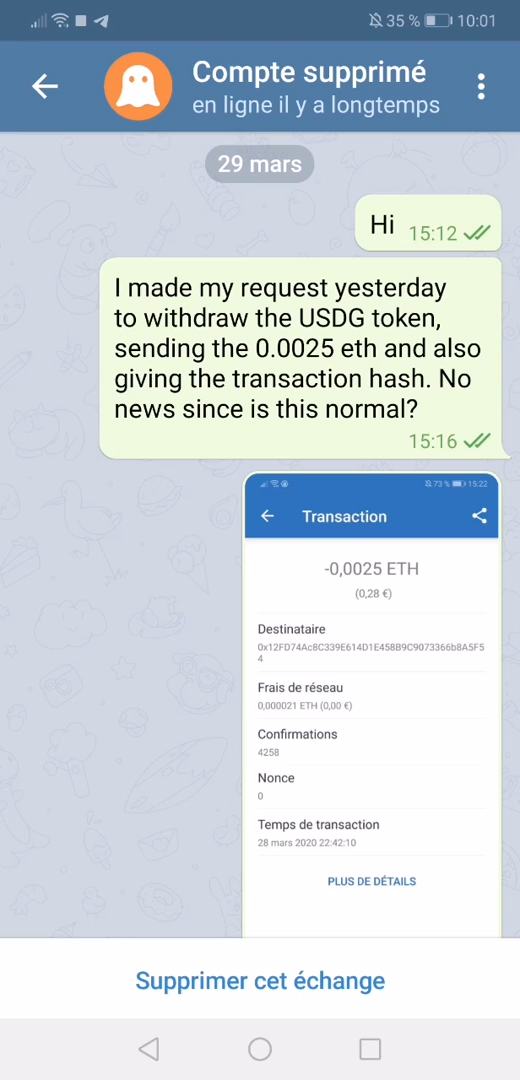 35 % 10:01
Compte supprimé
en ligne il y a longtemps
29 mars
Hi 15:12
I made my request yesterday
to withdraw the USDG token,
sending the 0.0025 eth and also
giving the transaction hash. No
news since is this normal?
15:16
73 % 15:22
Transaction
-0,0025 ETH
(0,28 €)
Destinataire
0x12FD74Ac8C339E614D1E458B9C9073366b8A5F5
4
Frais de réseau
0,000021 ETH (0,00 €)
Confirmations
4258
Nonce
0
Temps de transaction
28 mars 2020 22:42:10
PLUS DE DÉTAILS
Supprimer cet échange